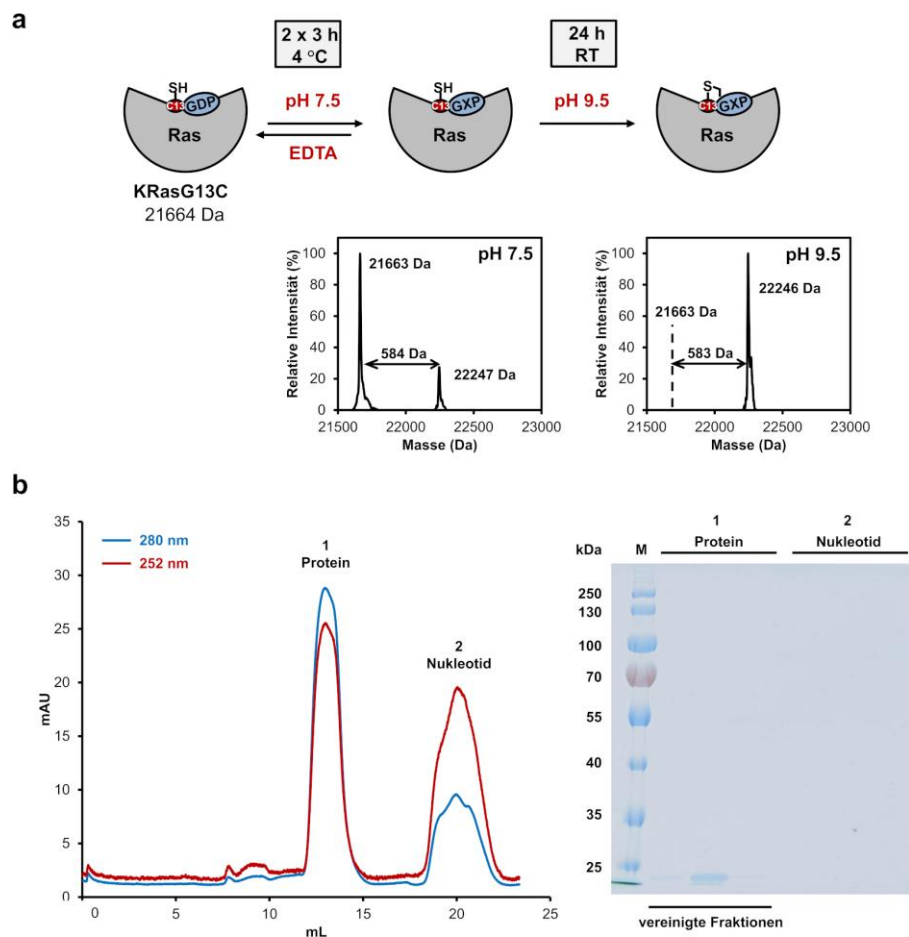 a
2 x 3 h
4 °C
24 h
RT
SH
C13
GDP
Ras
pH 7.5
EDTA
SH
C13
GXP
Ras
pH 9.5
S
C13
GXP
Ras
KRasG13C
21664 Da
Relative Intensität (%)
100
80
60
40
20
0
pH 7.5
21663 Da
584 Da
22247 Da
21500
22000
22500
23000
Masse (Da)
Relative Intensität (%)
100
80
60
40
20
0
pH 9.5
22246 Da
21663 Da
583 Da
21500
22000
22500
23000
Masse (Da)
b
35
30
25
20
15
10
5
0
mAU
280 nm
252 nm
1
Protein
2
Nukleotid
0
5
10
15
20
25
mL
1
2
kDa
M
Protein
Nukleotid
250
130
100
70
55
40
35
25
vereinigte Fraktionen